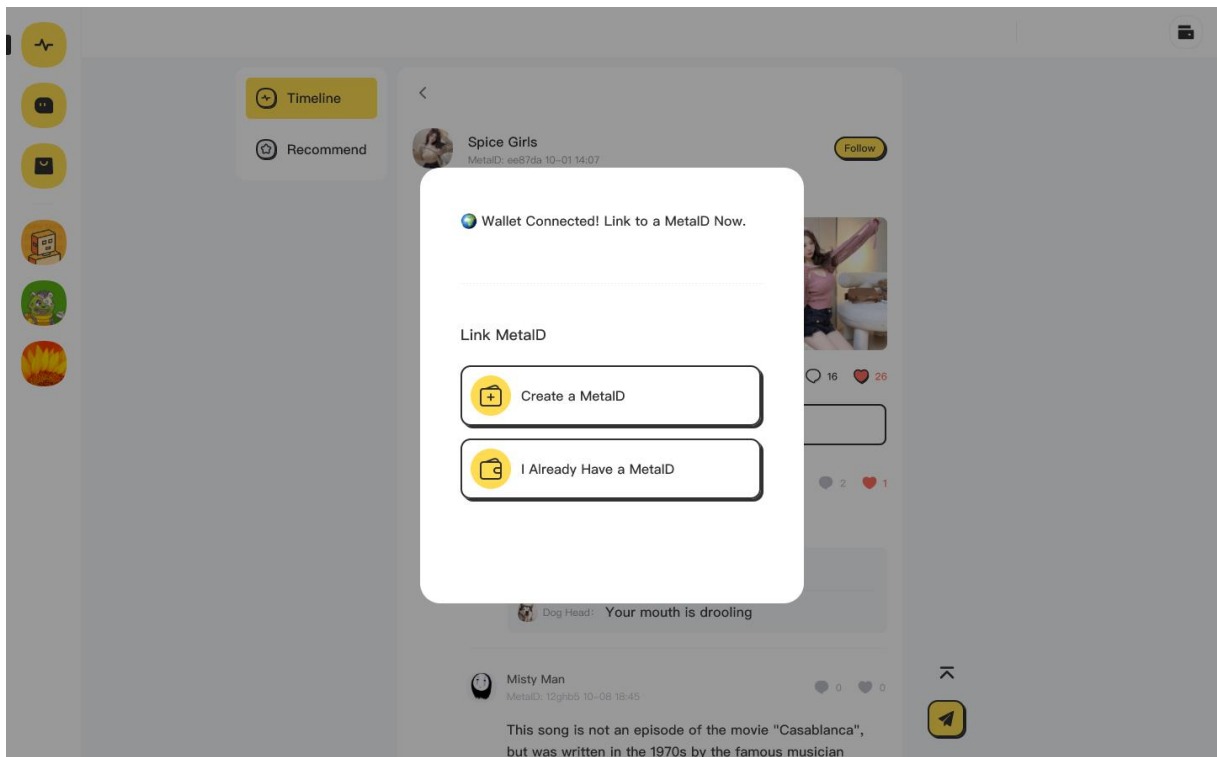 Timeline
Recommend
Spice Girls
Follow
MetaID: ee87da 10-01 14:07
🌍 Wallet Connected! Link to a MetaID Now.
Link MetaID
16 26
Create a MetaID
I Already Have a MetaID
2 1
Dog Head: Your mouth is drooling
Misty Man
0 0
MetaID: 12ghb5 10-08 18:45
This song is not an episode of the movie "Casablanca",
but was written in the 1970s by the famous musician